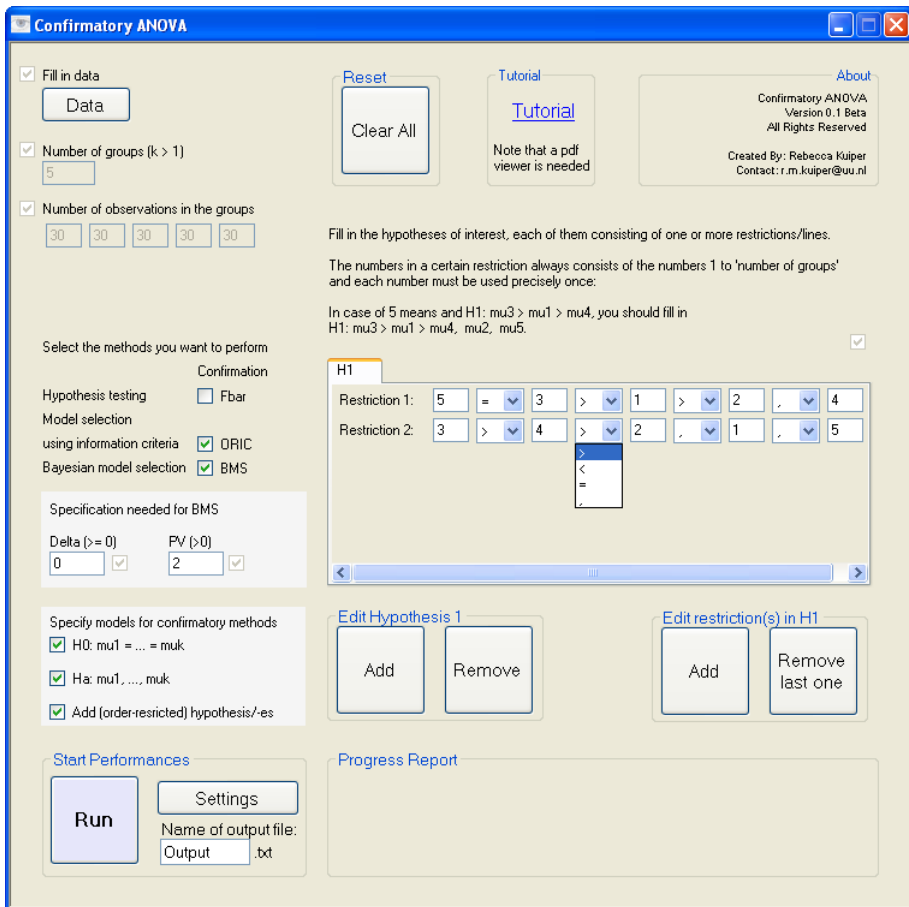 Confirmatory ANOVA
Fill in data
Data
Number of groups (k > 1)
5
Number of observations in the groups
30 30 30 30 30
Reset
Clear All
Tutorial
Tutorial
Note that a pdf
viewer is needed
About
Confirmatory ANOVA
Version 0.1 Beta
All Rights Reserved
Created By: Rebecca Kuiper
Contact: r.m.kuiper@uu.nl
Fill in the hypotheses of interest, each of them consisting of one or more restrictions/lines.
The numbers in a certain restriction always consists of the numbers 1 to 'number of groups'
and each number must be used precisely once:
In case of 5 means and H1: mu3 > mu1 > mu4, you should fill in
H1: mu3 > mu1 > mu4, mu2, mu5.
Select the methods you want to perform
Confirmation
Hypothesis testing Fbar
Model selection
using information criteria ORIC
Bayesian model selection BMS
H1
Restriction 1: 5 = 3 > 1 > 2 , 4
Restriction 2: 3 > 4 > 2 , 1 , 5
>
<
=
,
Specification needed for BMS
Delta (>= 0) PV (>0)
0 2
Specify models for confirmatory methods
H0: mu1 = ... = muk
Ha: mu1, ..., muk
Add (order-resricted) hypothesis/-es
Edit Hypothesis 1
Add Remove
Edit restriction(s) in H1
Add Remove
last one
Start Performances
Run
Settings
Name of output file:
Output .txt
Progress Report